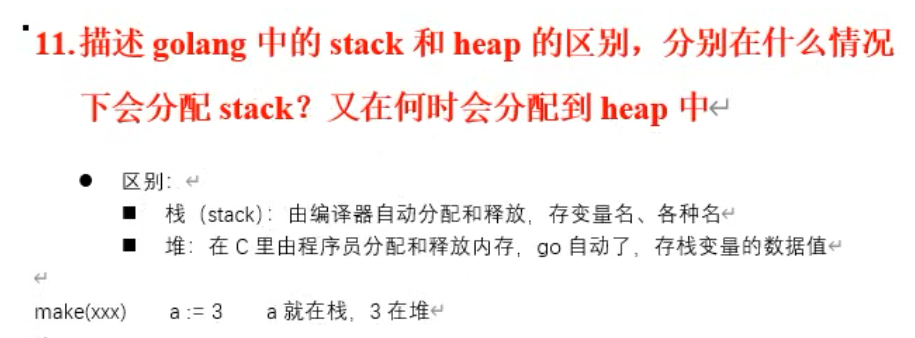 11.描述 golang 中的 stack 和 heap 的区别，分别在什么情况
下会分配 stack？又在何时会分配到 heap 中↵
● 区别：↵
■ 栈（stack）：由编译器自动分配和释放，存变量名、各种名↵
■ 堆：在 C 里由程序员分配和释放内存，go 自动了，存栈变量的数据值↵
↵
make(xxx) a := 3 a 就在栈，3 在堆↵